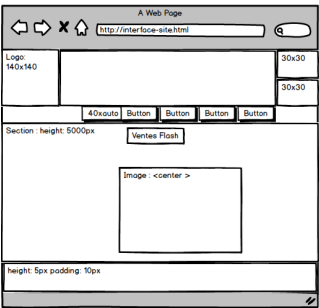 A Web Page
http://interface-site.html
Logo:
140x140
30x30
30x30
40xauto Button Button Button Button
Section : height: 5000px
Ventes Flash
Image : <center >
height: 5px padding: 10px